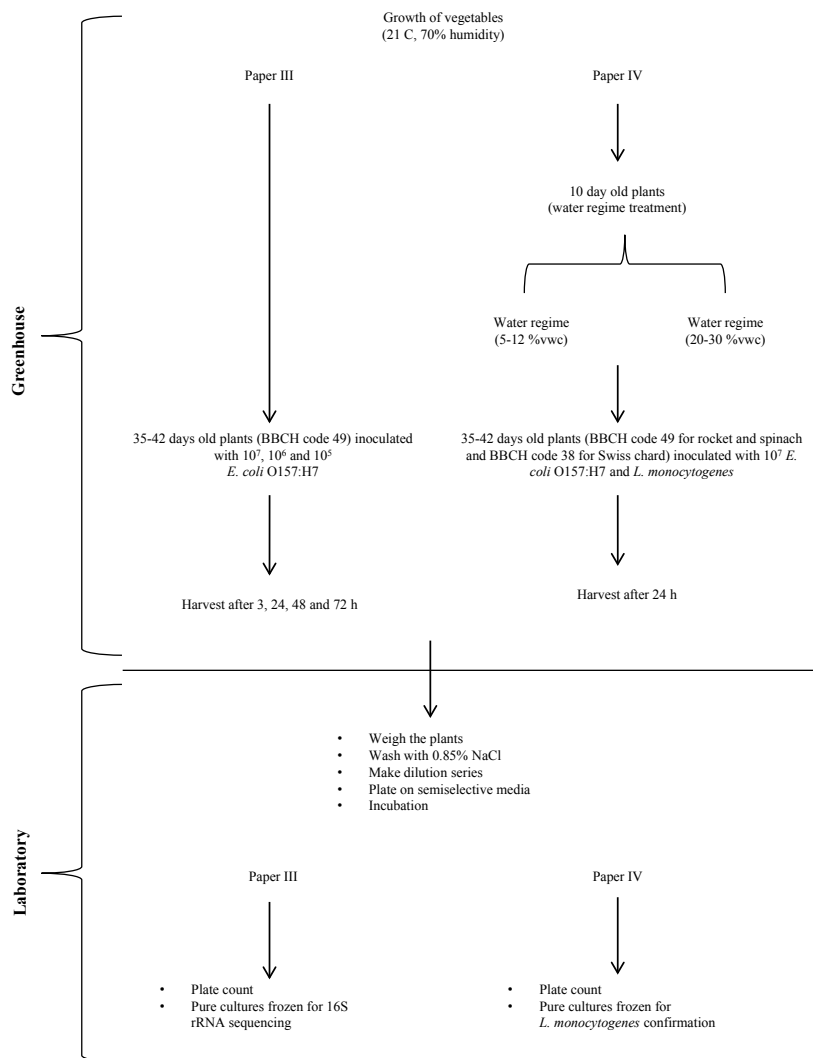 Growth of vegetables
(21 C, 70% humidity)
Paper III
Paper IV
10 day old plants
(water regime treatment)
Water regime
(5-12 %vwc)
Water regime
(20-30 %vwc)
Greenhouse
35-42 days old plants (BBCH code 49) inoculated
with 10⁷, 10⁶ and 10⁵
E. coli O157:H7
35-42 days old plants (BBCH code 49 for rocket and spinach
and BBCH code 38 for Swiss chard) inoculated with 10⁷ E.
coli O157:H7 and L. monocytogenes
Harvest after 3, 24, 48 and 72 h
Harvest after 24 h
• Weigh the plants
• Wash with 0.85% NaCl
• Make dilution series
• Plate on semiselective media
• Incubation
Laboratory
Paper III
Paper IV
• Plate count
• Pure cultures frozen for 16S
rRNA sequencing
• Plate count
• Pure cultures frozen for
L. monocytogenes confirmation